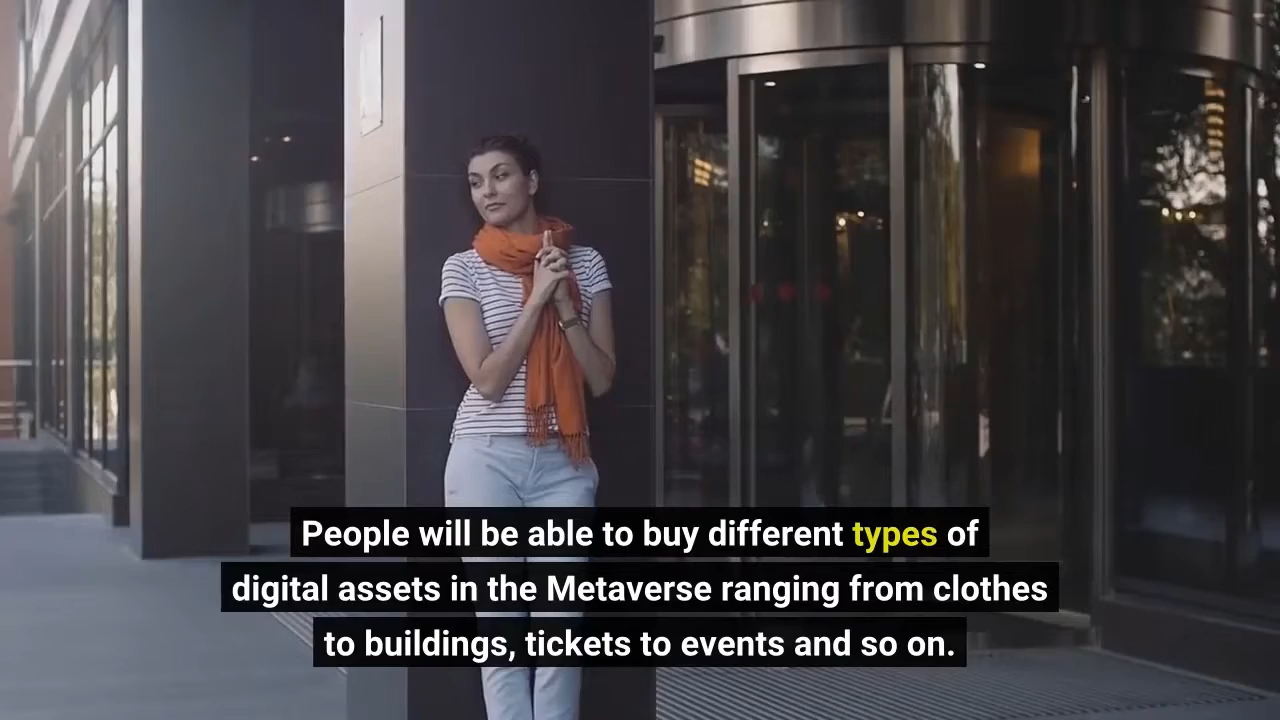 People will be able to buy different types of
digital assets in the Metaverse ranging from clothes
to buildings, tickets to events and so on.